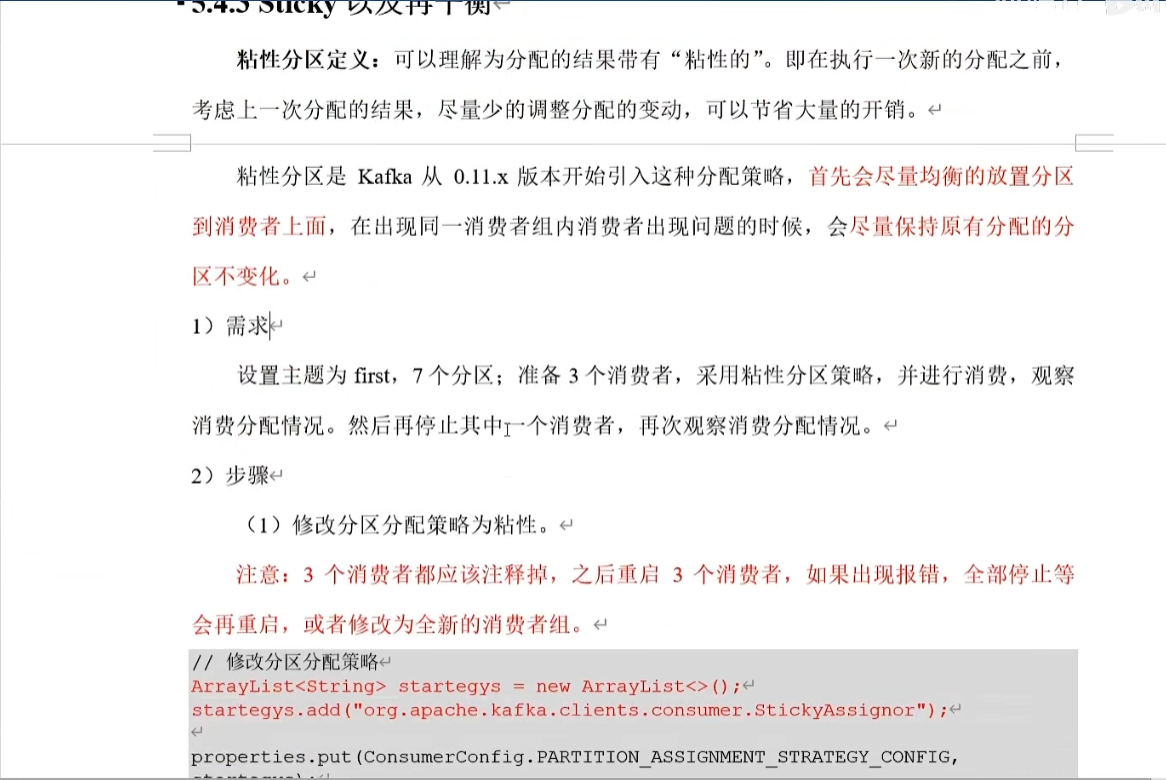 5.4.3 Sticky 以及再平衡
粘性分区定义：可以理解为分配的结果带有“粘性的”。即在执行一次新的分配之前，
考虑上一次分配的结果，尽量少的调整分配的变动，可以节省大量的开销。
粘性分区是 Kafka 从 0.11.x 版本开始引入这种分配策略，首先会尽量均衡的放置分区
到消费者上面，在出现同一消费者组内消费者出现问题的时候，会尽量保持原有分配的分
区不变化。
1）需求
设置主题为 first，7 个分区；准备 3 个消费者，采用粘性分区策略，并进行消费，观察
消费分配情况。然后再停止其中一个消费者，再次观察消费分配情况。
2）步骤
（1）修改分区分配策略为粘性。
注意：3 个消费者都应该注释掉，之后重启 3 个消费者，如果出现报错，全部停止等
会再重启，或者修改为全新的消费者组。
// 修改分区分配策略
ArrayList<String> startegys = new ArrayList<>();
startegys.add("org.apache.kafka.clients.consumer.StickyAssignor");
properties.put(ConsumerConfig.PARTITION_ASSIGNMENT_STRATEGY_CONFIG,